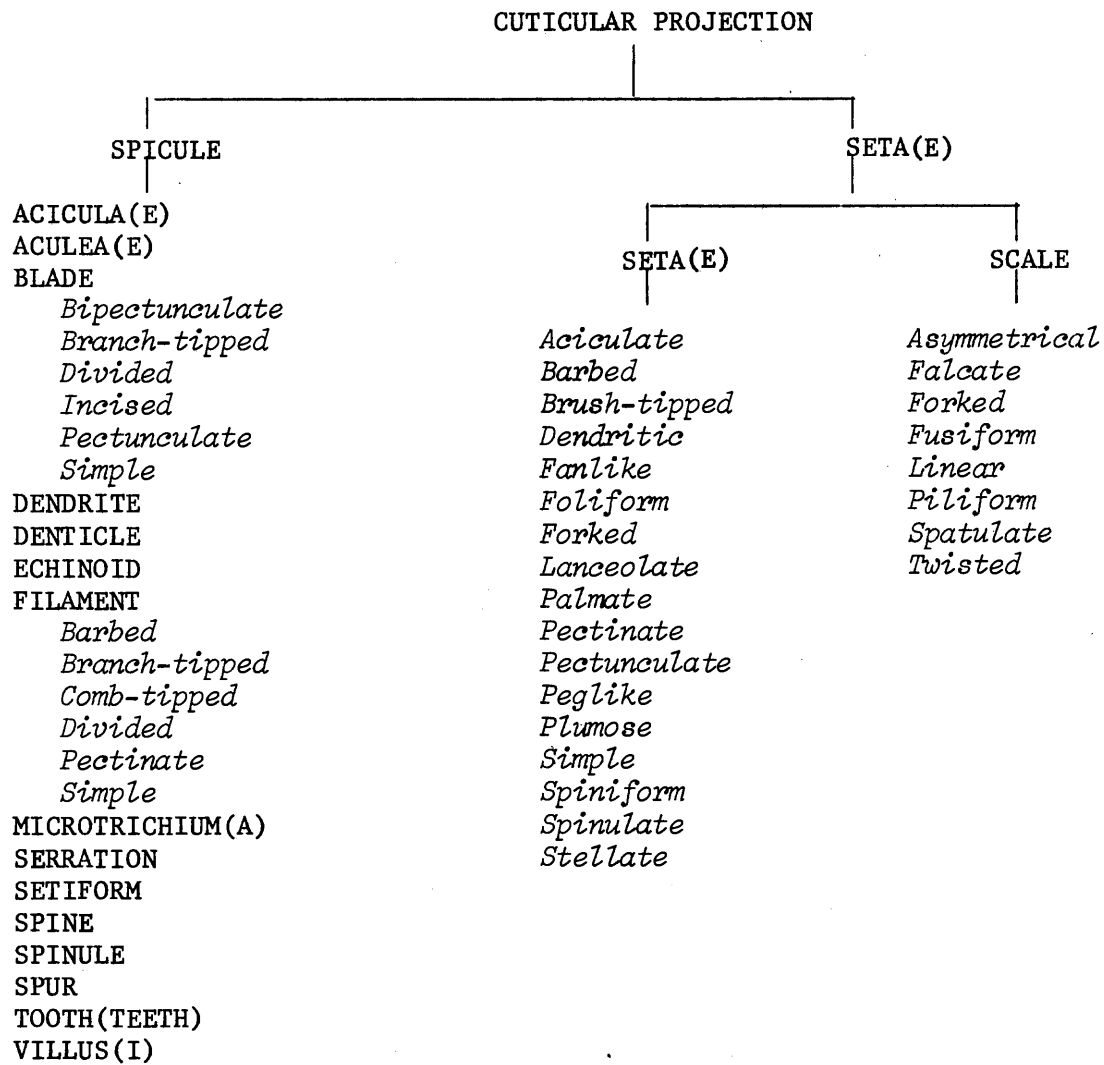 CUTICULAR PROJECTION
SPICULE
ACICULA(E)
ACULEA(E)
BLADE
Bipectunculate
Branch-tipped
Divided
Incised
Pectunculate
Simple
DENDRITE
DENTICLE
ECHINOID
FILAMENT
Barbed
Branch-tipped
Comb-tipped
Divided
Pectinate
Simple
MICROTRICHIUM(A)
SERRATION
SETIFORM
SPINE
SPINULE
SPUR
TOOTH(TEETH)
VILLUS(I)
SETA(E)
SETA(E)
Aciculate
Barbed
Brush-tipped
Dendritic
Fanlike
Foliform
Forked
Lanceolate
Palmate
Pectinate
Pectunculate
Peglike
Plumose
Simple
Spiniform
Spinulate
Stellate
SCALE
Asymmetrical
Falcate
Forked
Fusiform
Linear
Piliform
Spatulate
Twisted